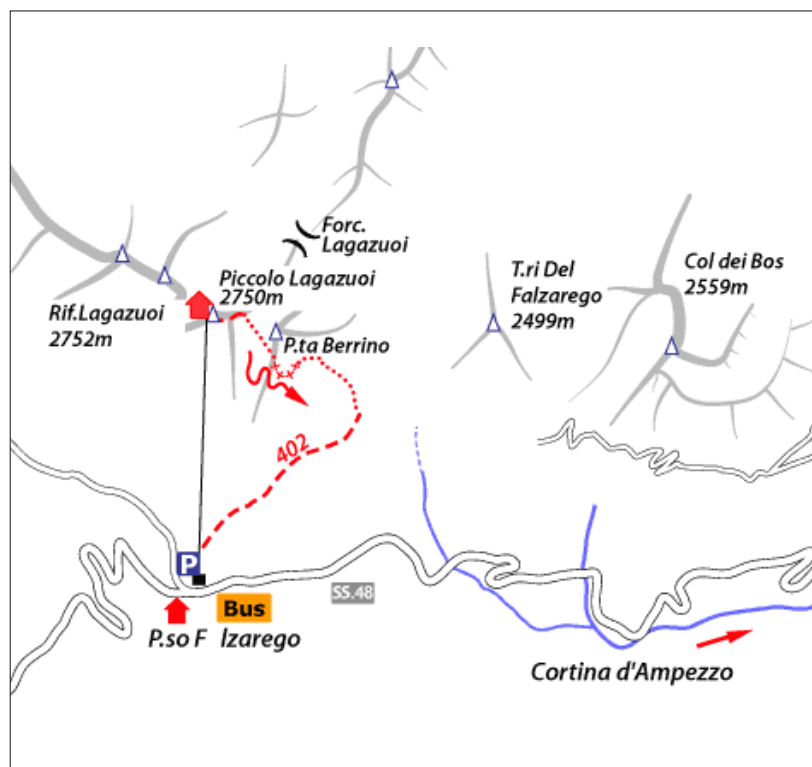 Forc.
Lagazuoi
Piccolo Lagazuoi
2750m
Rif.Lagazuoi
2752m
P.ta Berrino
T.ri Del
Falzarego
2499m
Col dei Bos
2559m
402
P
Bus
SS.48
P.so F lzarego
Cortina d'Ampezzo